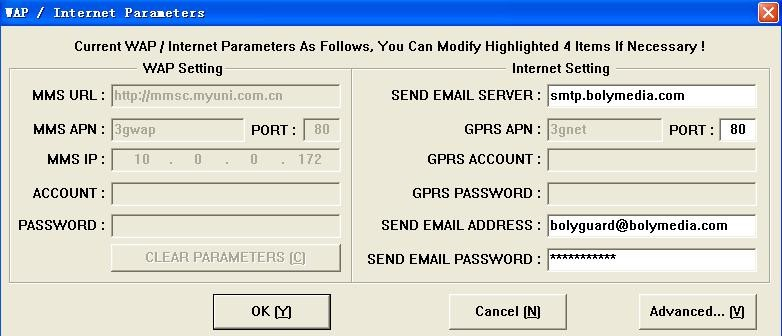 WAP / Internet Parameters
Current WAP / Internet Parameters As Follows, You Can Modify Highlighted 4 Items If Necessary !
WAP Setting
MMS URL : http://mmsc.myuni.com.cn
MMS APN : 3gwap PORT : 80
MMS IP : 10 . 0 . 0 . 172
ACCOUNT :
PASSWORD :
CLEAR PARAMETERS (C)
Internet Setting
SEND EMAIL SERVER : smtp.bolymedia.com
GPRS APN : 3gnet PORT : 80
GPRS ACCOUNT :
GPRS PASSWORD :
SEND EMAIL ADDRESS : bolyguard@bolymedia.com
SEND EMAIL PASSWORD : ***********
OK (Y) Cancel (N) Advanced... (V)